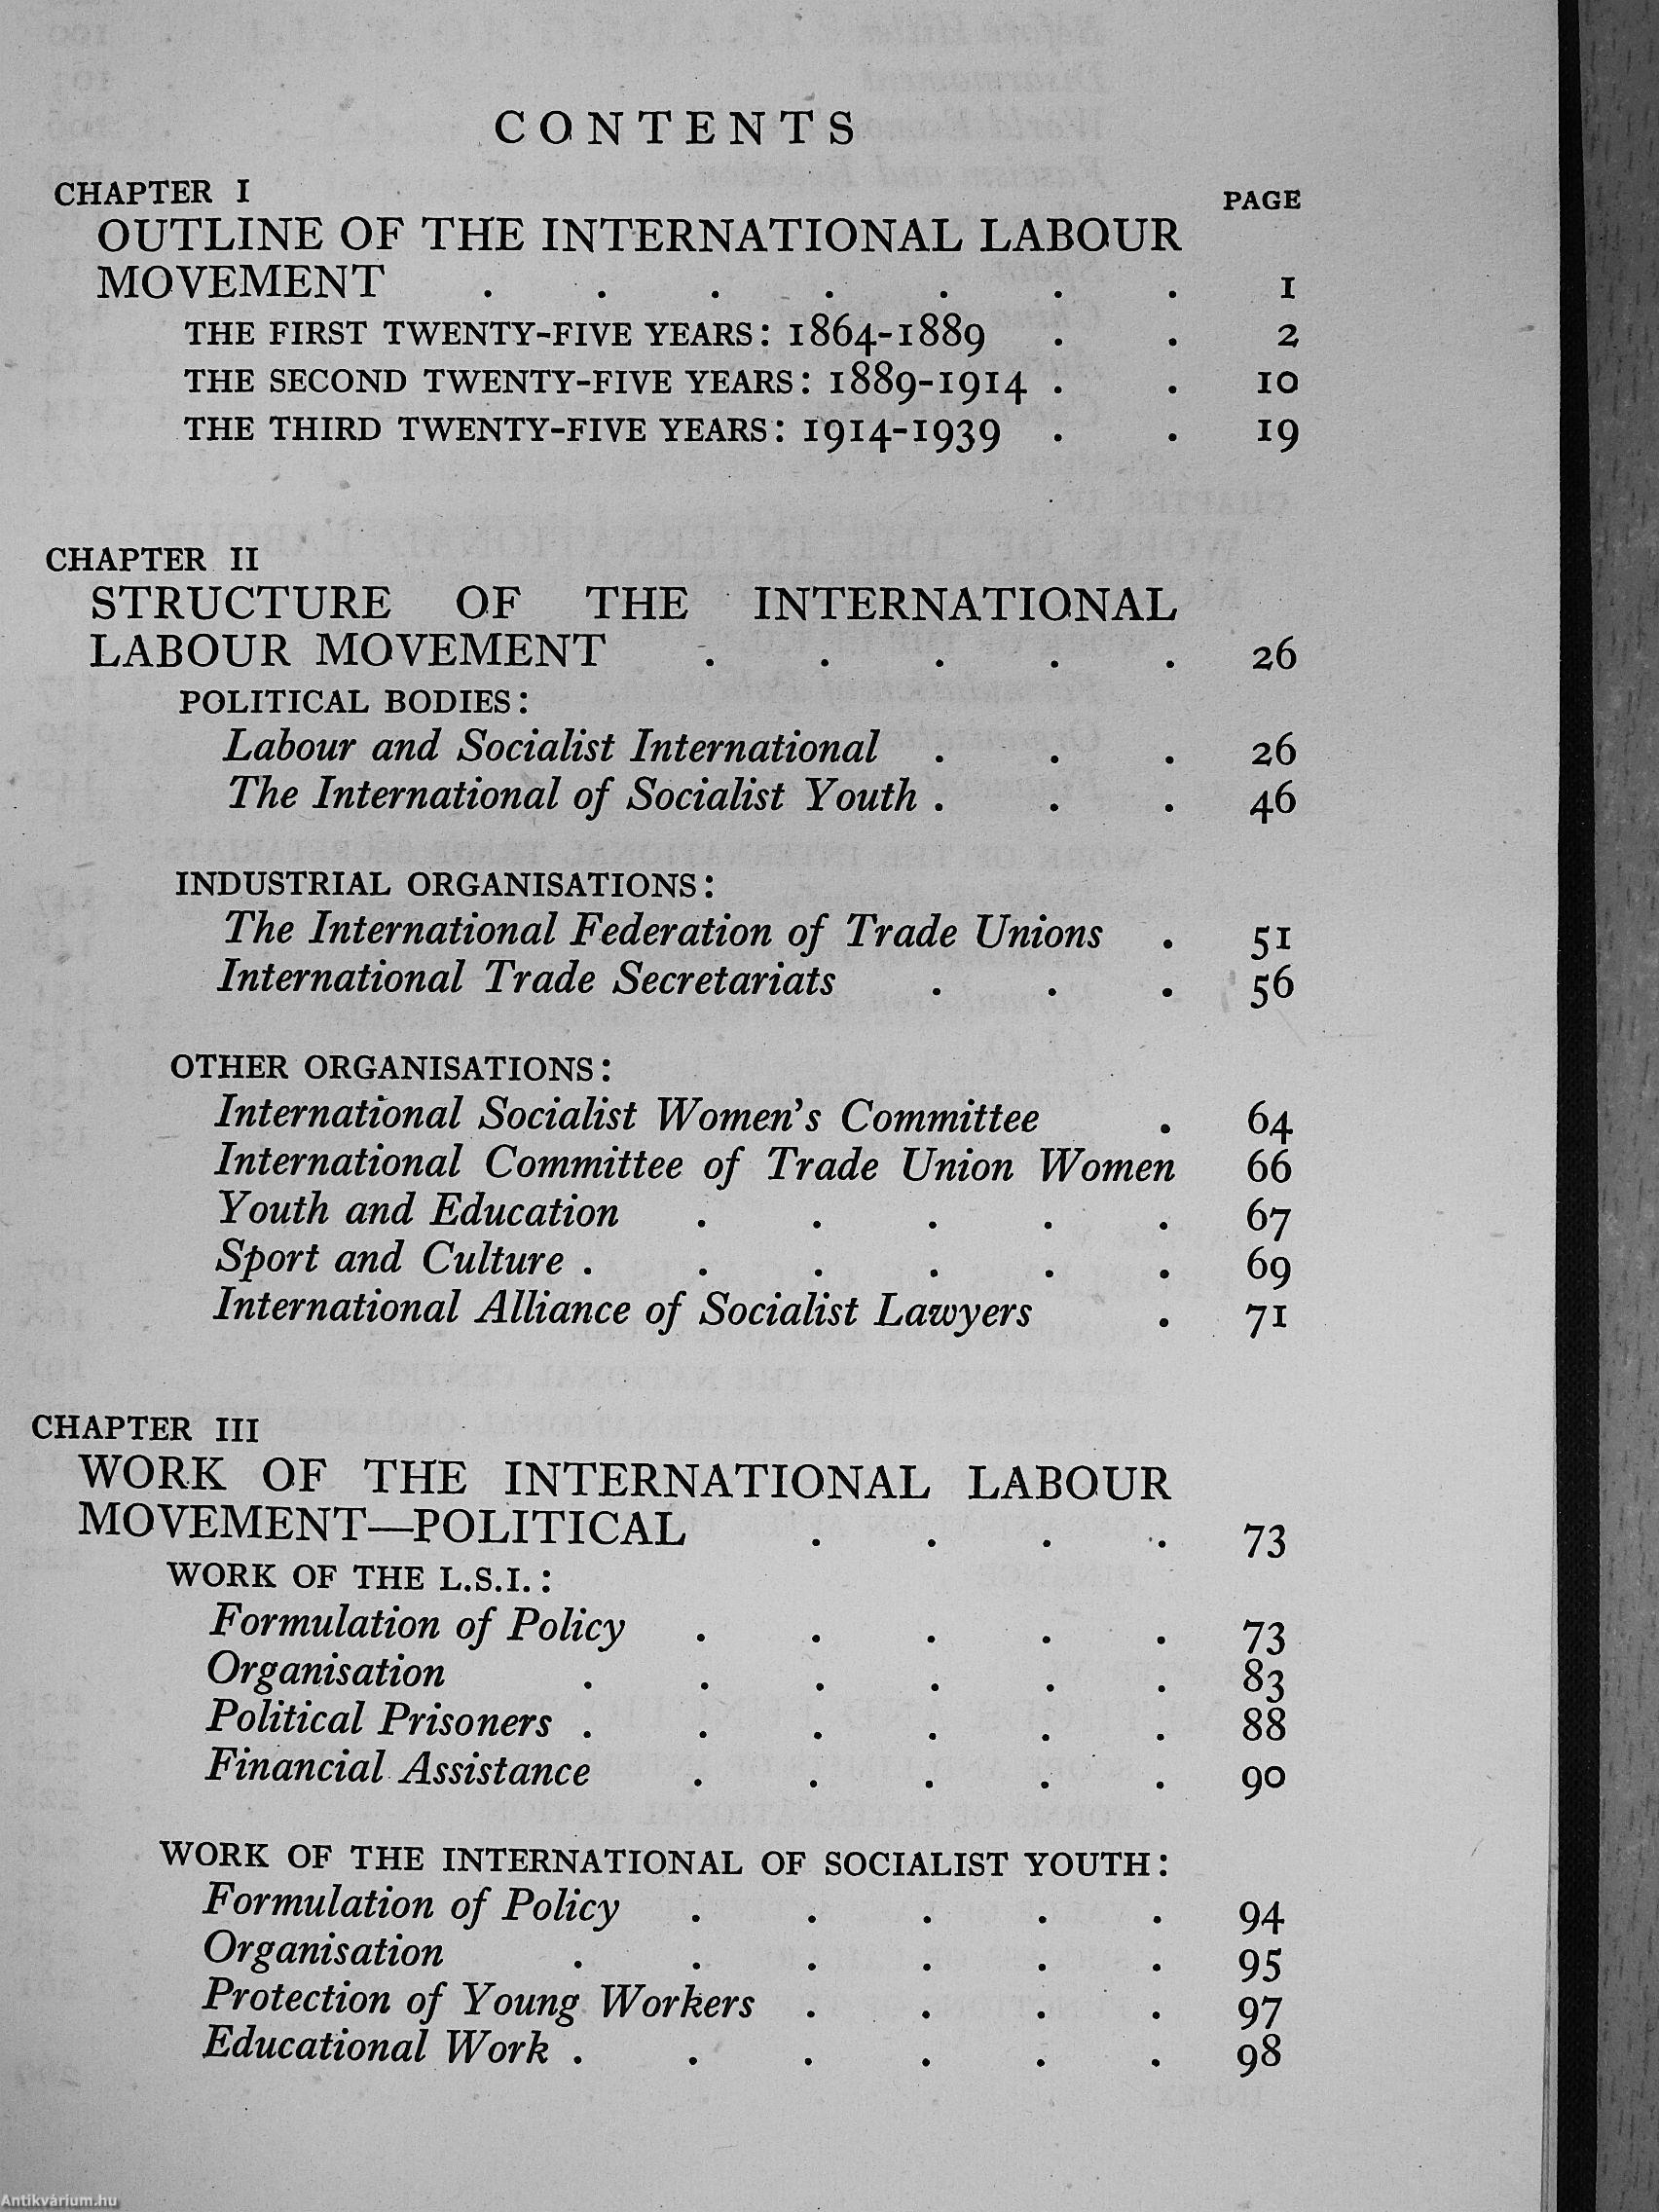 CONTENTS
CHAPTER I
PAGE
OUTLINE OF THE INTERNATIONAL LABOUR
MOVEMENT . . . . . . . 1
THE FIRST TWENTY-FIVE YEARS: 1864-1889 . . 2
THE SECOND TWENTY-FIVE YEARS: 1889-1914 . . 10
THE THIRD TWENTY-FIVE YEARS: 1914-1939 . . 19
CHAPTER II
STRUCTURE OF THE INTERNATIONAL
LABOUR MOVEMENT . . . . . 26
POLITICAL BODIES:
Labour and Socialist International . . . 26
The International of Socialist Youth . . . 46
INDUSTRIAL ORGANISATIONS:
The International Federation of Trade Unions . 51
International Trade Secretariats . . . 56
OTHER ORGANISATIONS:
International Socialist Women's Committee . 64
International Committee of Trade Union Women 66
Youth and Education . . . . . 67
Sport and Culture . . . . . . 69
International Alliance of Socialist Lawyers . 71
CHAPTER III
WORK OF THE INTERNATIONAL LABOUR
MOVEMENT—POLITICAL . . . . 73
WORK OF THE L.S.I.:
Formulation of Policy . . . . . 73
Organisation . . . . . . 83
Political Prisoners . . . . . . 88
Financial Assistance . . . . . 90
WORK OF THE INTERNATIONAL OF SOCIALIST YOUTH:
Formulation of Policy . . . . . 94
Organisation . . . . . . 95
Protection of Young Workers . . . . 97
Educational Work . . . . . . 98
Antikvárium.hu